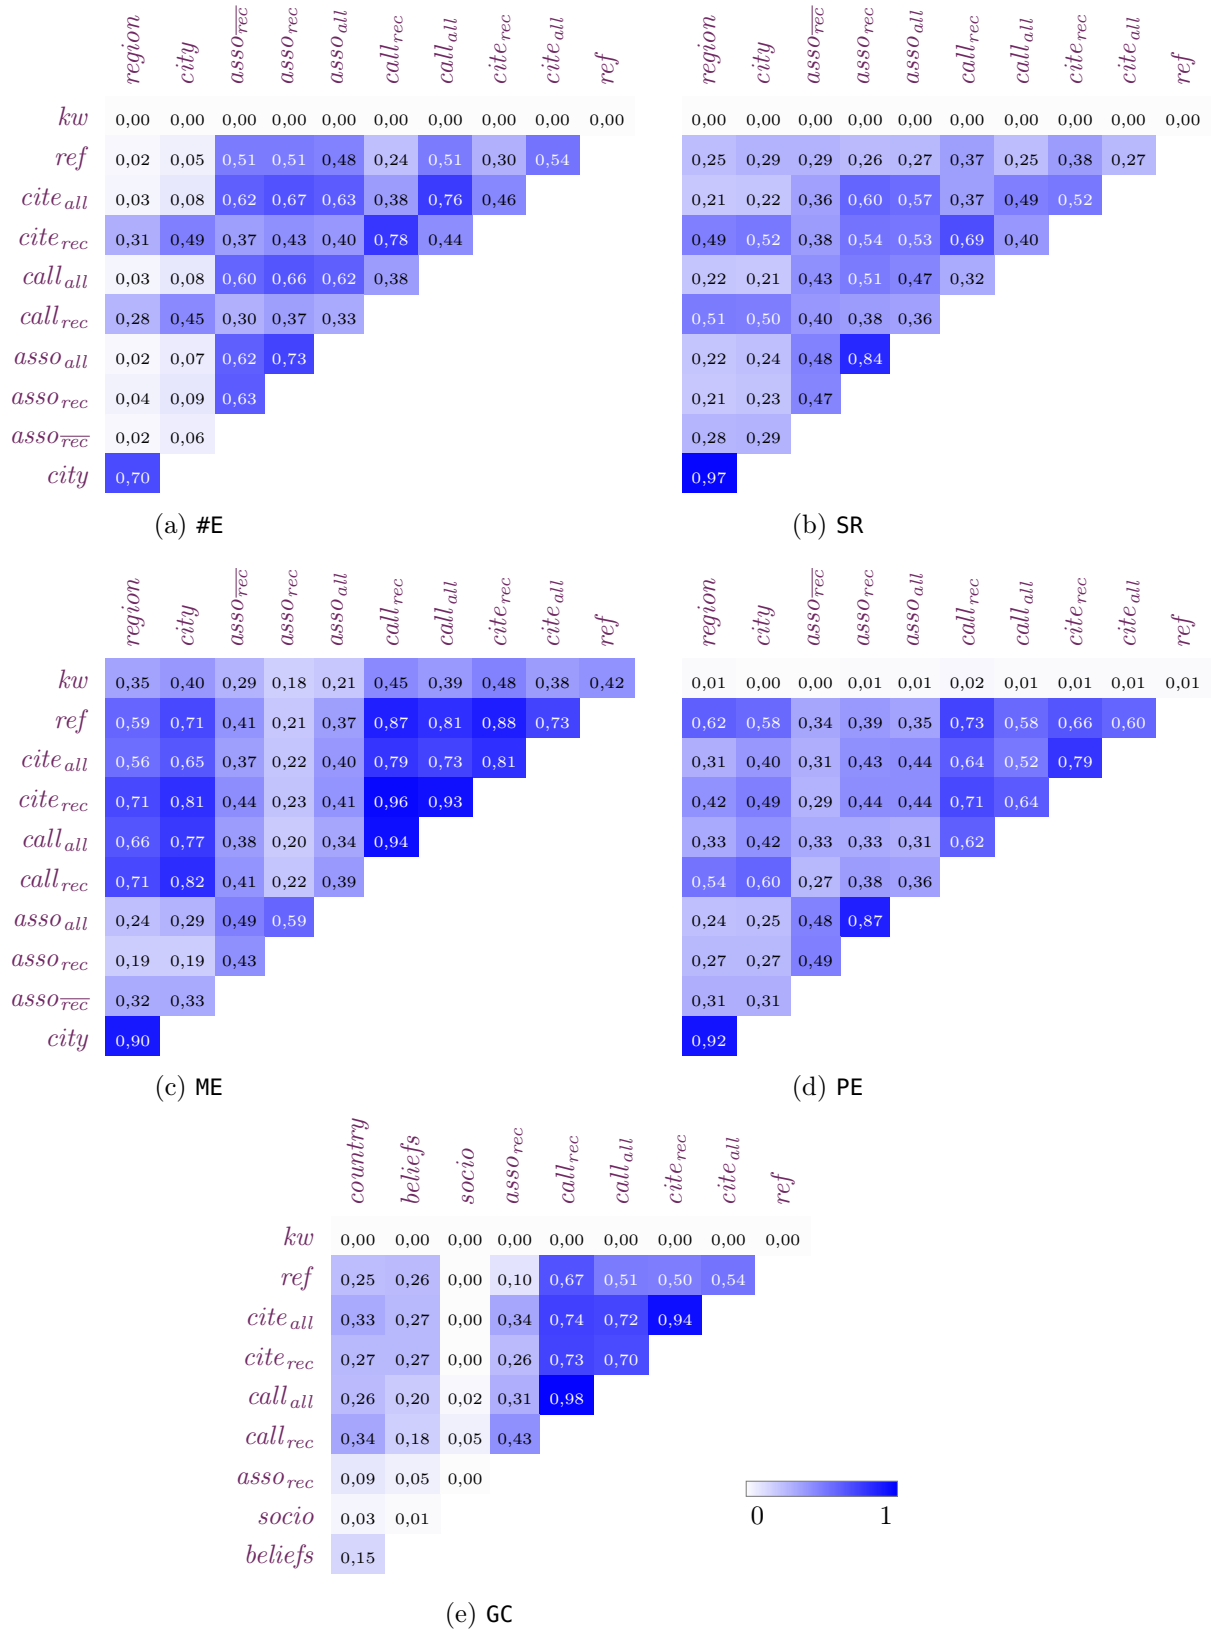 region city asso_rec̅ asso_rec asso_all call_rec call_all cite_rec cite_all ref
kw 0,00 0,00 0,00 0,00 0,00 0,00 0,00 0,00 0,00 0,00
ref 0,02 0,05 0,51 0,51 0,48 0,24 0,51 0,30 0,54
cite_all 0,03 0,08 0,62 0,67 0,63 0,38 0,76 0,46
cite_rec 0,31 0,49 0,37 0,43 0,40 0,78 0,44
call_all 0,03 0,08 0,60 0,66 0,62 0,38
call_rec 0,28 0,45 0,30 0,37 0,33
asso_all 0,02 0,07 0,62 0,73
asso_rec 0,04 0,09 0,63
asso_rec̅ 0,02 0,06
city 0,70
(a) #E
region city asso_rec̅ asso_rec asso_all call_rec call_all cite_rec cite_all ref
0,00 0,00 0,00 0,00 0,00 0,00 0,00 0,00 0,00 0,00
0,25 0,29 0,29 0,26 0,27 0,37 0,25 0,38 0,27
0,21 0,22 0,36 0,60 0,57 0,37 0,49 0,52
0,49 0,52 0,38 0,54 0,53 0,69 0,40
0,22 0,21 0,43 0,51 0,47 0,32
0,51 0,50 0,40 0,38 0,36
0,22 0,24 0,48 0,84
0,21 0,23 0,47
0,28 0,29
0,97
(b) SR
region city asso_rec̅ asso_rec asso_all call_rec call_all cite_rec cite_all ref
kw 0,35 0,40 0,29 0,18 0,21 0,45 0,39 0,48 0,38 0,42
ref 0,59 0,71 0,41 0,21 0,37 0,87 0,81 0,88 0,73
cite_all 0,56 0,65 0,37 0,22 0,40 0,79 0,73 0,81
cite_rec 0,71 0,81 0,44 0,23 0,41 0,96 0,93
call_all 0,66 0,77 0,38 0,20 0,34 0,94
call_rec 0,71 0,82 0,41 0,22 0,39
asso_all 0,24 0,29 0,49 0,59
asso_rec 0,19 0,19 0,43
asso_rec̅ 0,32 0,33
city 0,90
(c) ME
region city asso_rec̅ asso_rec asso_all call_rec call_all cite_rec cite_all ref
0,01 0,00 0,00 0,01 0,01 0,02 0,01 0,01 0,01 0,01
0,62 0,58 0,34 0,39 0,35 0,73 0,58 0,66 0,60
0,31 0,40 0,31 0,43 0,44 0,64 0,52 0,79
0,42 0,49 0,29 0,44 0,44 0,71 0,64
0,33 0,42 0,33 0,33 0,31 0,62
0,54 0,60 0,27 0,38 0,36
0,24 0,25 0,48 0,87
0,27 0,27 0,49
0,31 0,31
0,92
(d) PE
country beliefs socio asso_rec call_rec call_all cite_rec cite_all ref
kw 0,00 0,00 0,00 0,00 0,00 0,00 0,00 0,00 0,00
ref 0,25 0,26 0,00 0,10 0,67 0,51 0,50 0,54
cite_all 0,33 0,27 0,00 0,34 0,74 0,72 0,94
cite_rec 0,27 0,27 0,00 0,26 0,73 0,70
call_all 0,26 0,20 0,02 0,31 0,98
call_rec 0,34 0,18 0,05 0,43
asso_rec 0,09 0,05 0,00
socio 0,03 0,01
beliefs 0,15
0 1
(e) GC